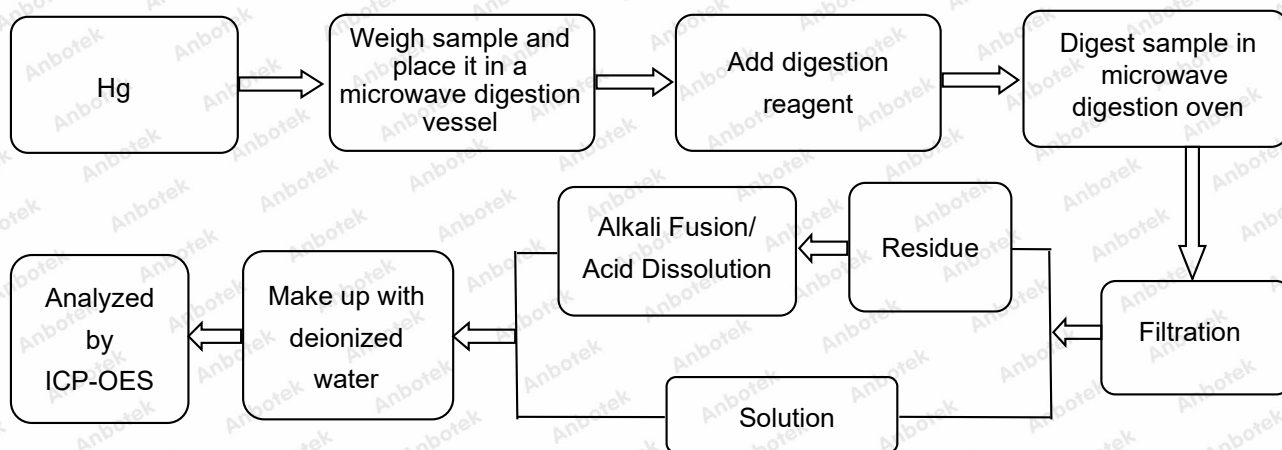 Hg
Weigh sample and
place it in a
microwave digestion
vessel
Add digestion
reagent
Digest sample in
microwave
digestion oven
Filtration
Residue
Alkali Fusion/
Acid Dissolution
Solution
Make up with
deionized
water
Analyzed
by
ICP-OES
Anbotek